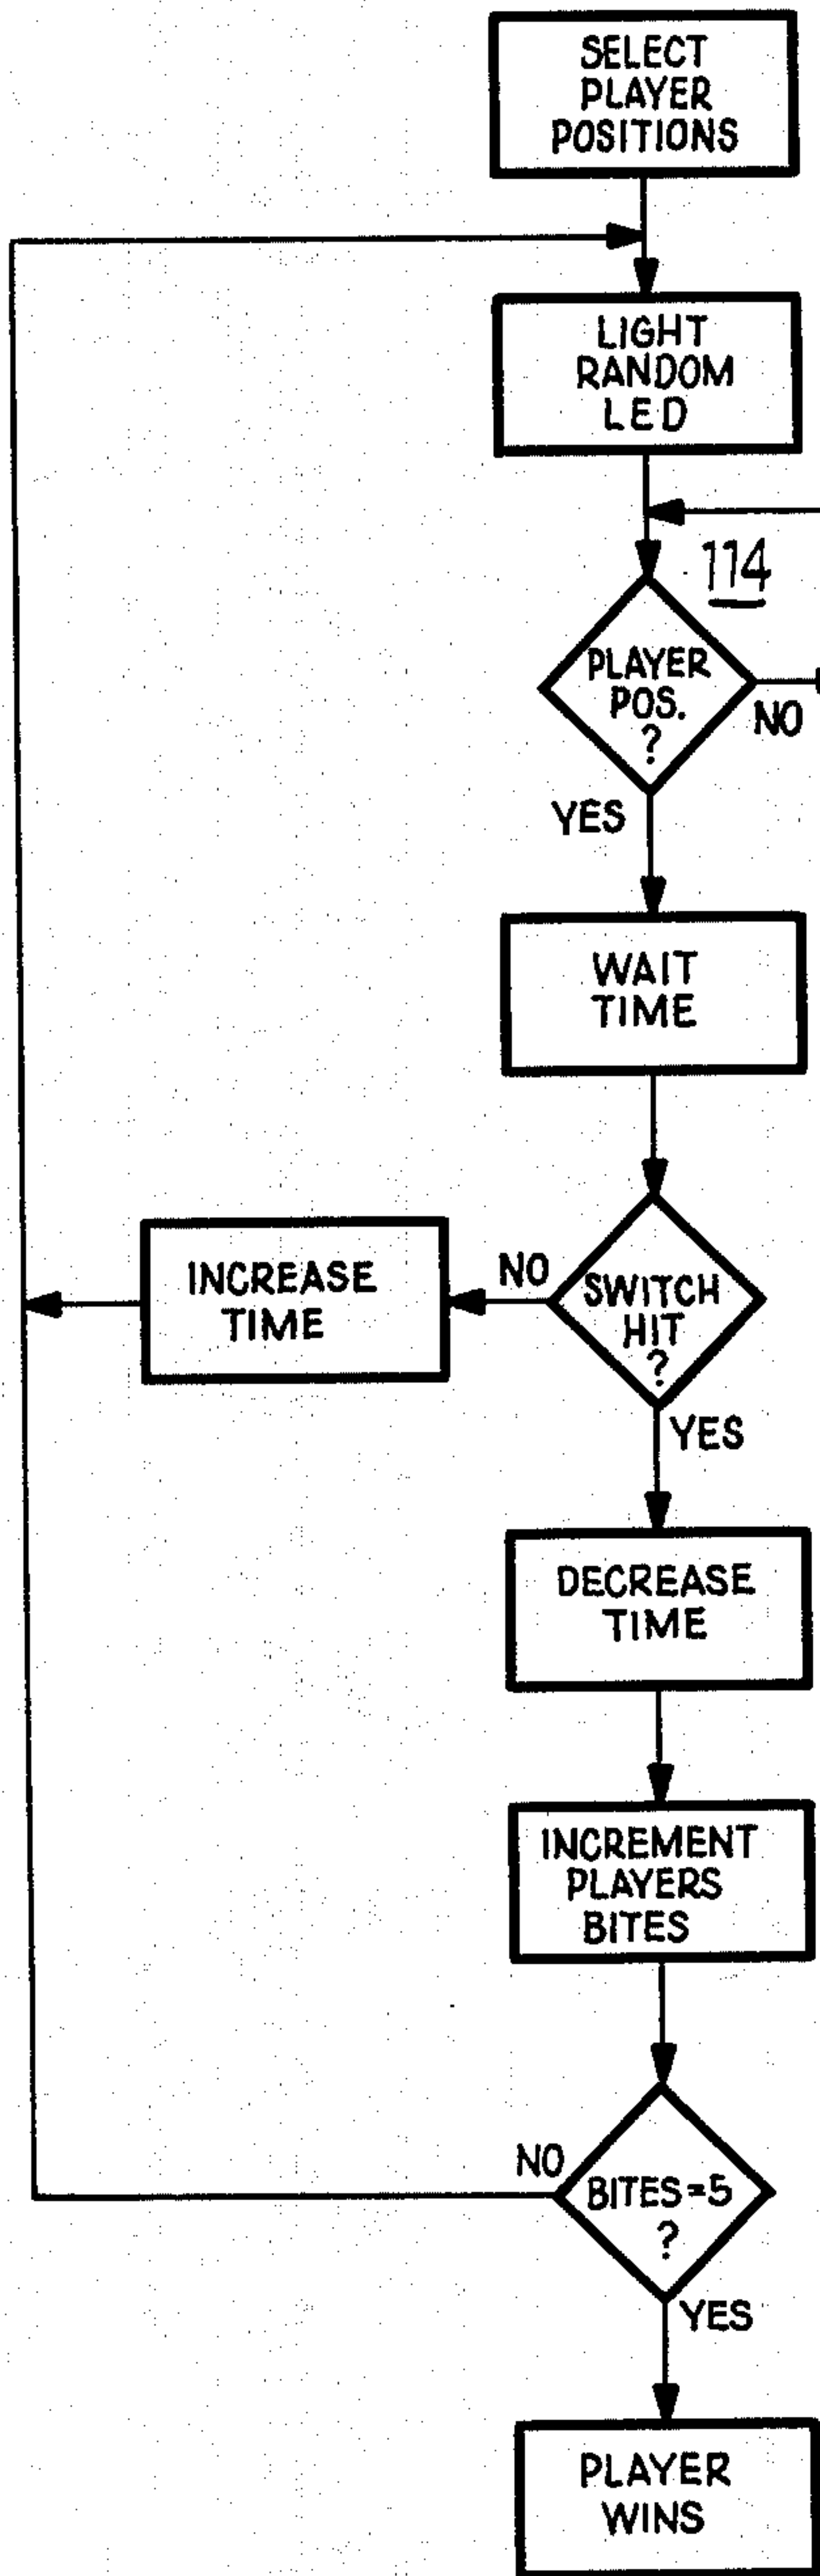 SELECT
PLAYER
POSITIONS
LIGHT
RANDOM
LED
114
PLAYER
POS.
?
NO
YES
WAIT
TIME
INCREASE
TIME
NO
SWITCH
HIT
?
YES
DECREASE
TIME
INCREMENT
PLAYERS
BITES
NO
BITES=5
?
YES
PLAYER
WINS